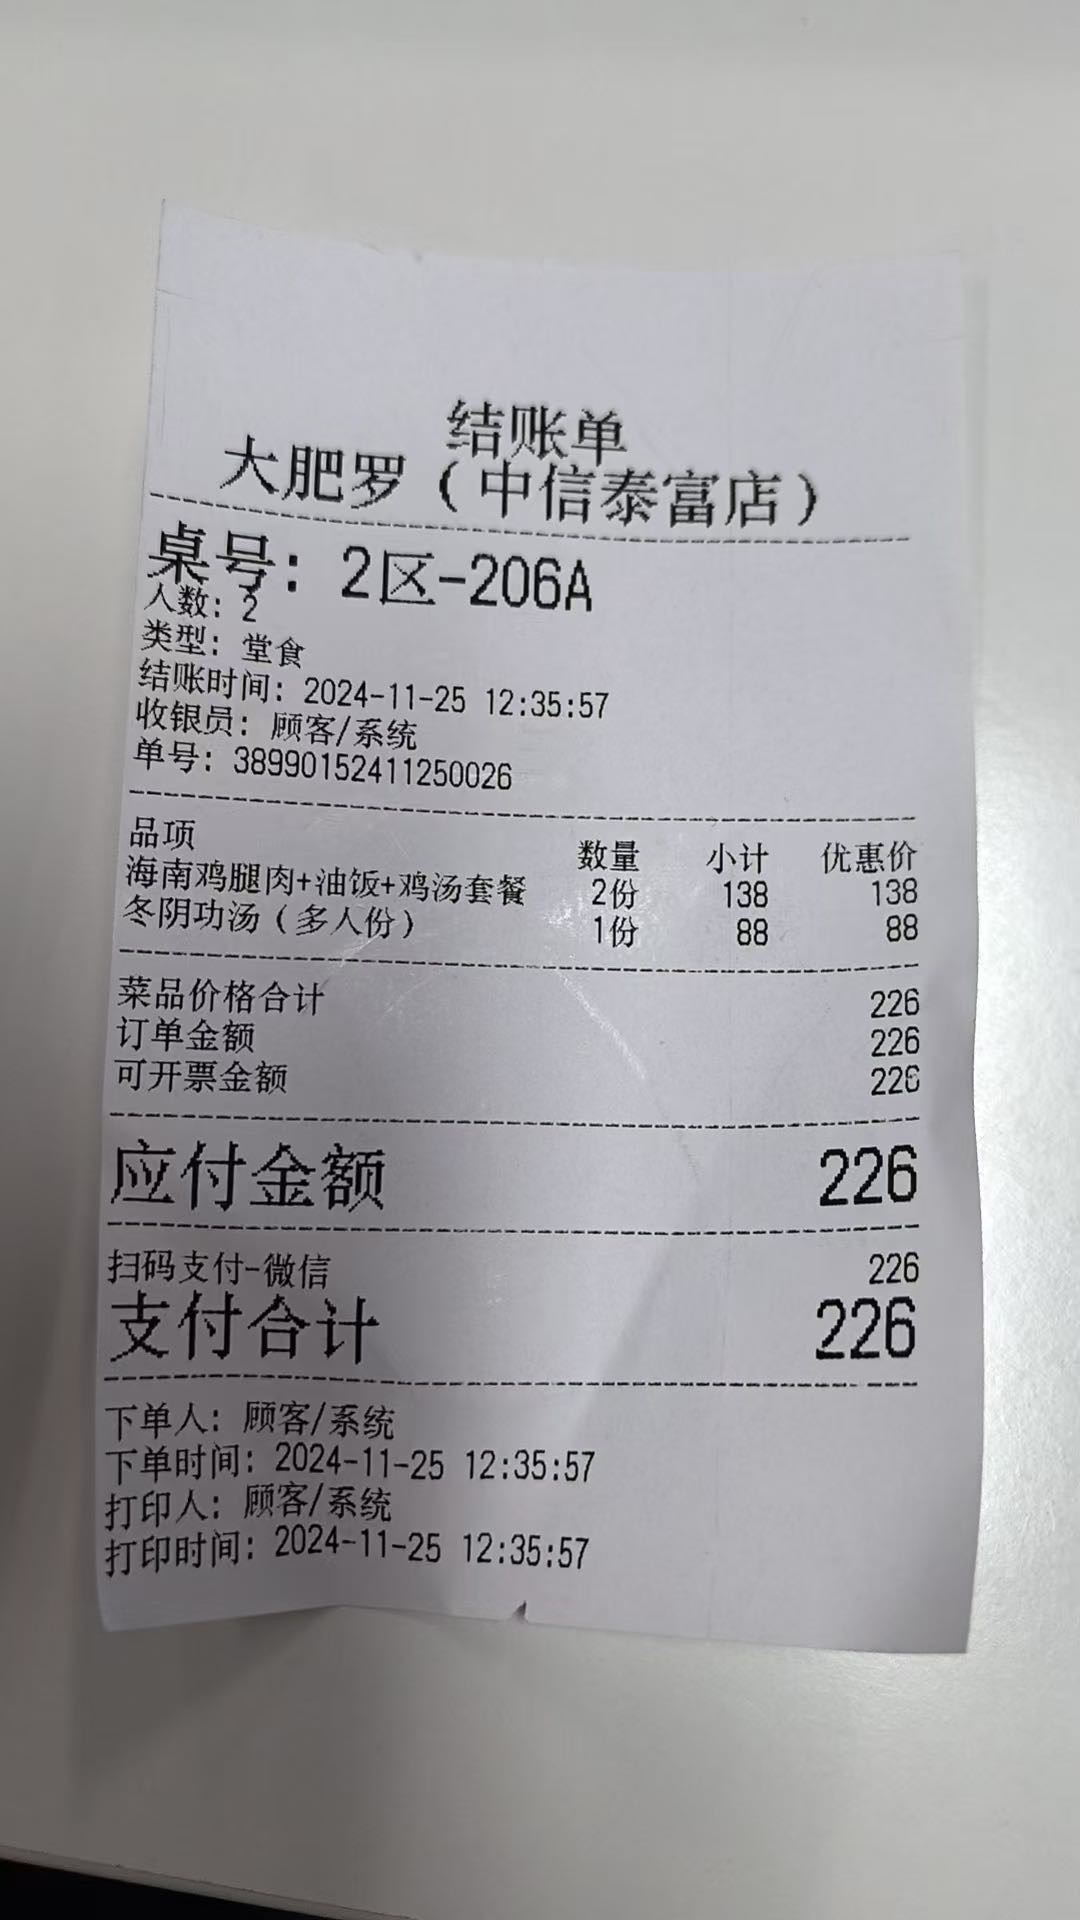 结账单
大肥罗（中信泰富店）
桌号：2区-206A
人数：2
类型：堂食
结账时间：2024-11-25 12:35:57
收银员：顾客/系统
单号：38990152411250026
品项 数量 小计 优惠价
海南鸡腿肉+油饭+鸡汤套餐 2份 138 138
冬阴功汤（多人份） 1份 88 88
菜品价格合计 226
订单金额 226
可开票金额 226
应付金额 226
扫码支付-微信 226
支付合计 226
下单人：顾客/系统
下单时间：2024-11-25 12:35:57
打印人：顾客/系统
打印时间：2024-11-25 12:35:57